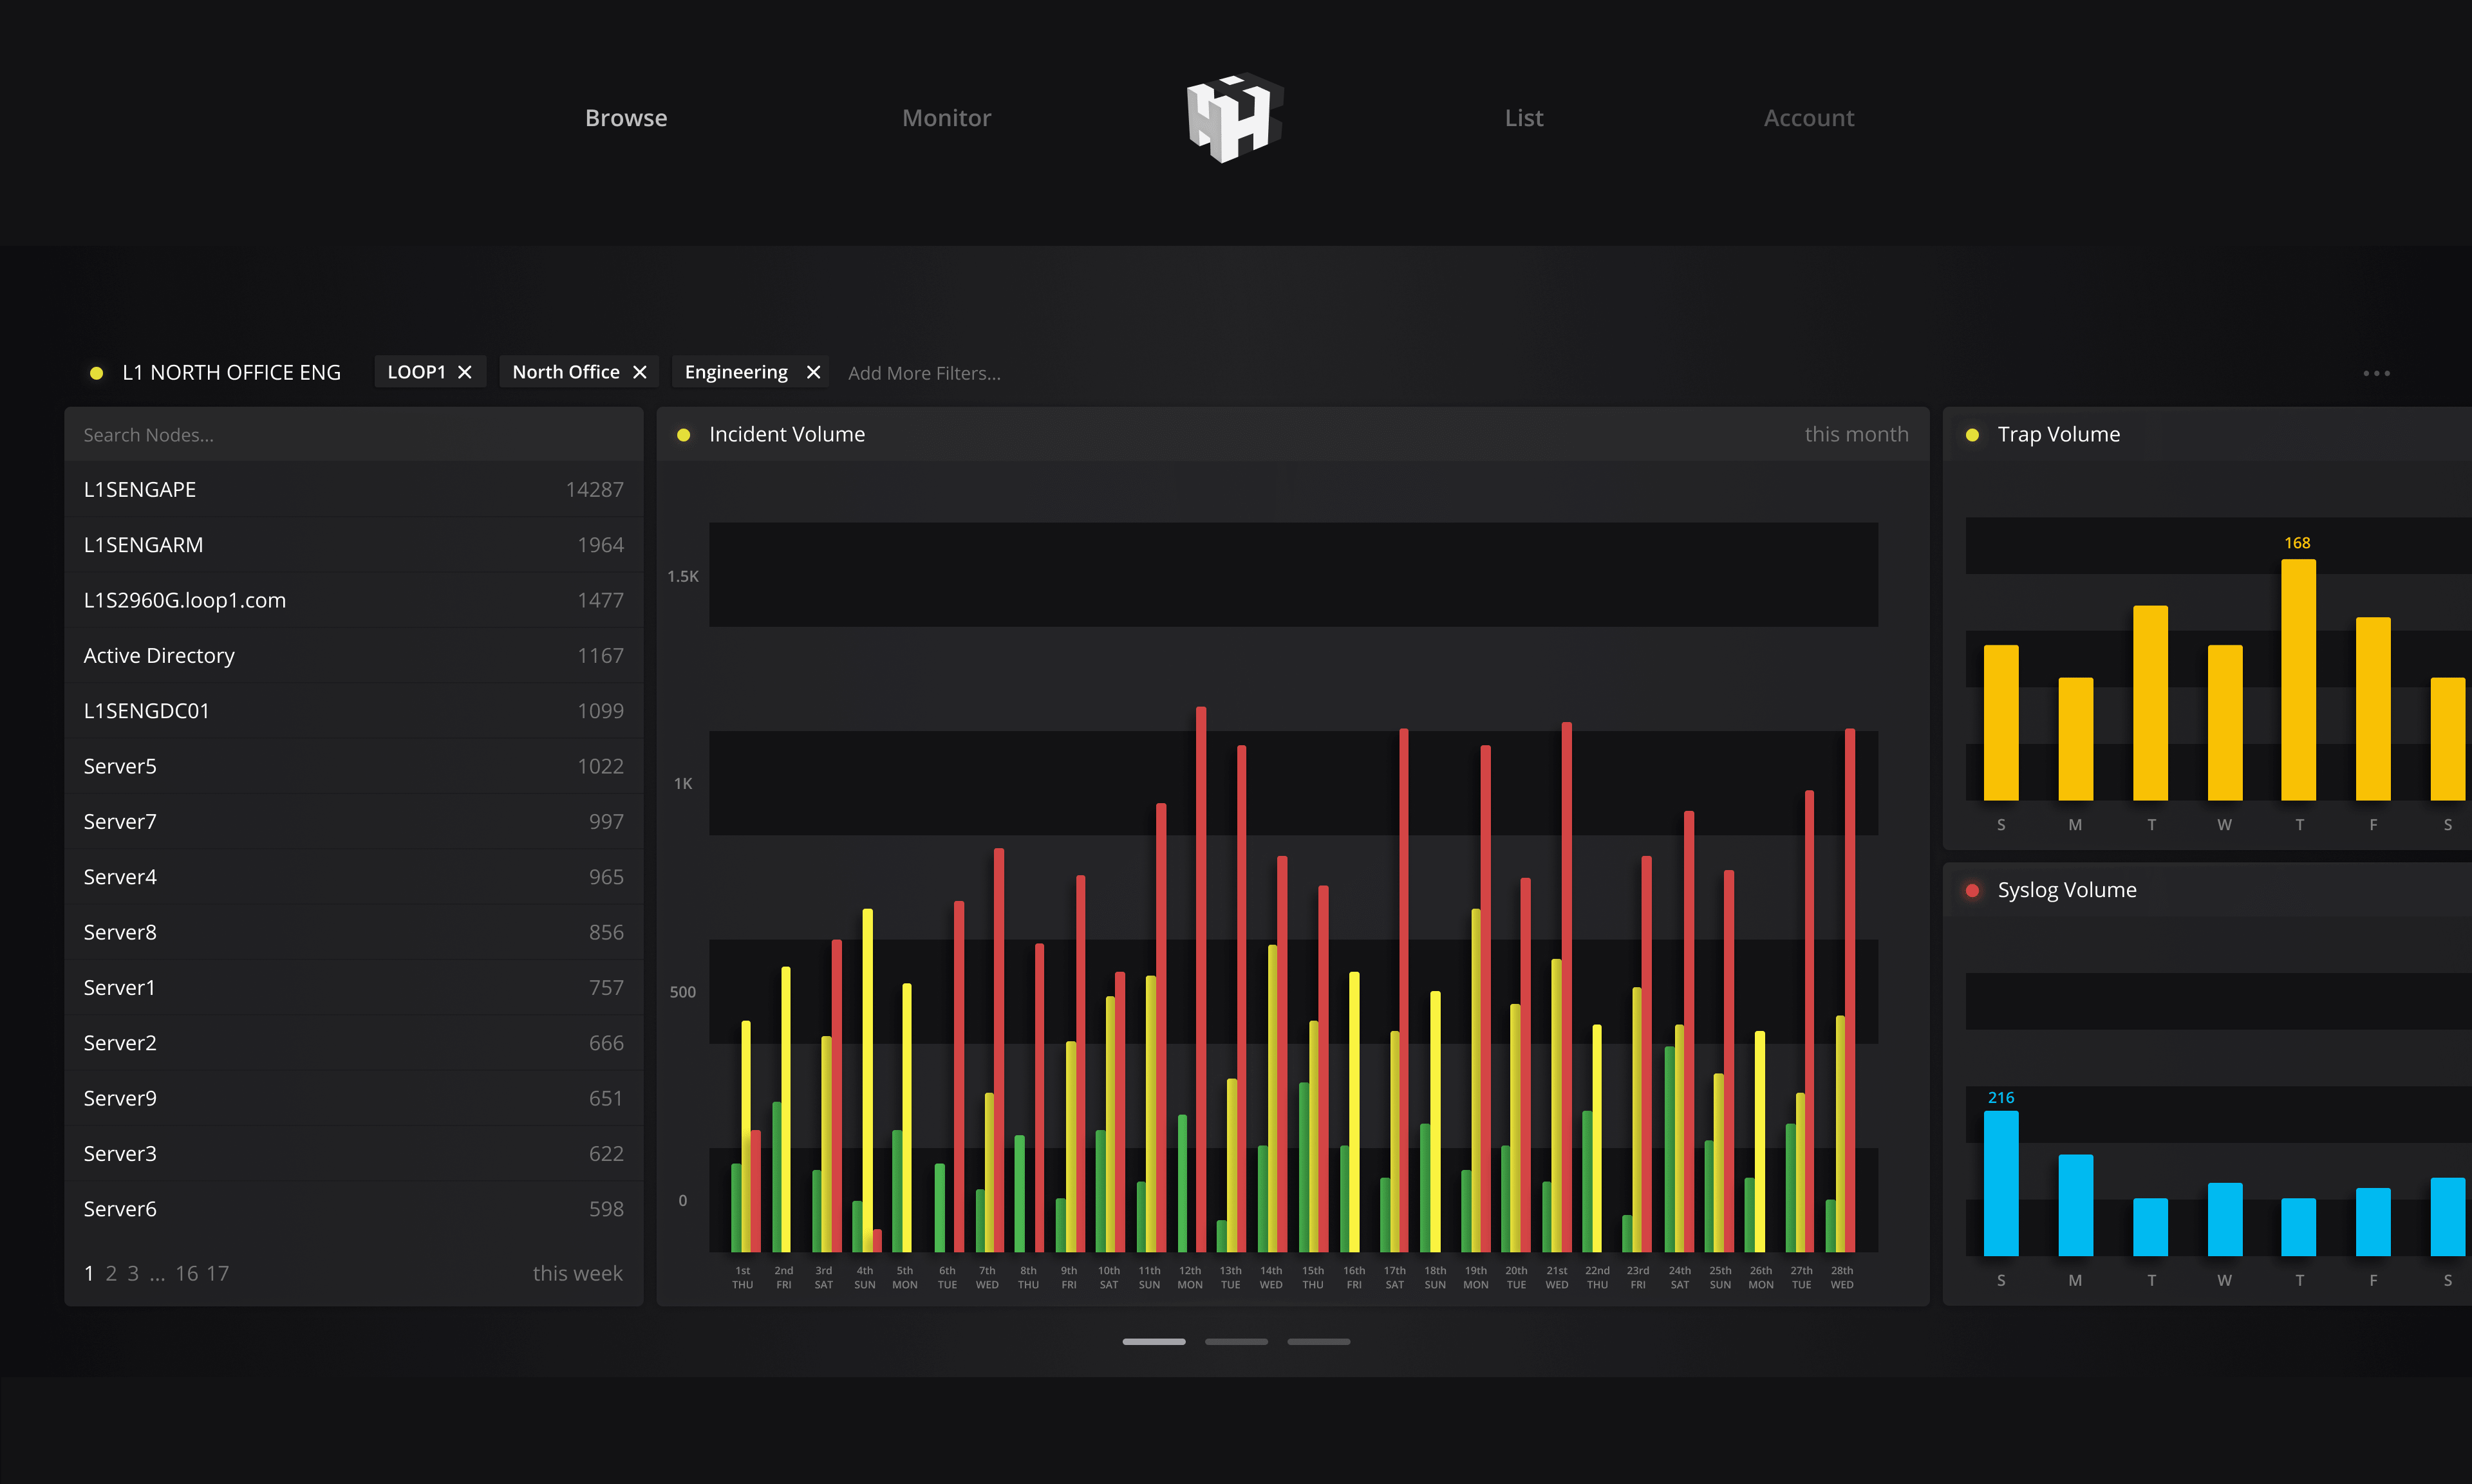 Browse
Monitor
List
Account
L1 NORTH OFFICE ENG
LOOP1
North Office
Engineering
Add More Filters...
Search Nodes...
L1SENGAPE 14287
L1SENGARM 1964
L1S2960G.loop1.com 1477
Active Directory 1167
L1SENGDC01 1099
Server5 1022
Server7 997
Server4 965
Server8 856
Server1 757
Server2 666
Server9 651
Server3 622
Server6 598
1 2 3 ... 16 17
this week
Incident Volume
this month
1.5K
1K
500
0
1st 2nd 3rd 4th 5th 6th 7th 8th 9th 10th 11th 12th 13th 14th 15th 16th 17th 18th 19th 20th 21st 22nd 23rd 24th 25th 26th 27th 28th
THU FRI SAT SUN MON TUE WED THU FRI SAT SUN MON TUE WED THU FRI SAT SUN MON TUE WED THU FRI SAT SUN MON TUE WED
Trap Volume
168
S M T W T F S
Syslog Volume
216
S M T W T F S